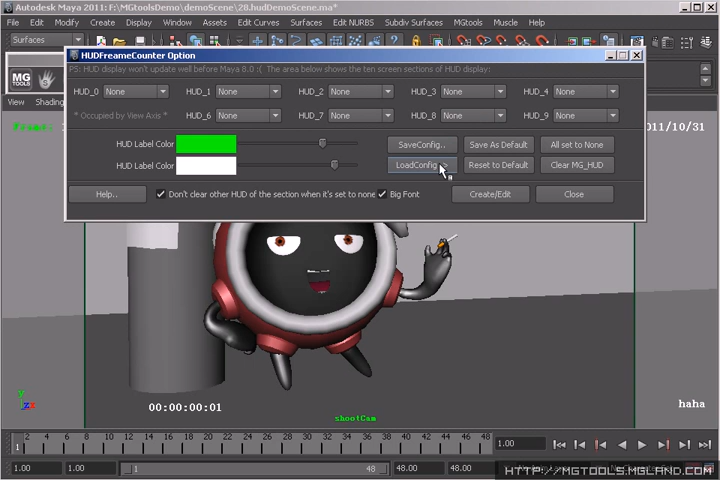 Autodesk Maya 2011: F:\MGtoolsDemo\demoScene\28.hudDemoScene.ma*
File Modify Create Display Window Assets Edit Curves Surfaces Edit NURBS Subdiv Surfaces MGTools Muscle Help
Surfaces
HUDFreameCounter Option
MG TOOLS
PS: HUD display won't update well before Maya 8.0 :( The area below shows the ten screen sections of HUD display:
HUD_0 None HUD_1 None HUD_2 None HUD_3 None HUD_4 None
View Shading
* Occupied by View Axis * HUD_6 None HUD_7 None HUD_8 None HUD_9 None
Frame: 011/10/31
HUD Label Color SaveConfig.. Save As Default All set to None
HUD Label Color LoadConfig Reset to Default Clear MG_HUD
Help.. Don't clear other HUD of the section when it's set to none Big Font Create/Edit Close
y
zx
00:00:00:01 haha
shootCam
2 4 6 8 10 12 14 16 18 20 22 24 26 28 30 32 34 36 38 40 42 44 46 48
1 1.00
1.00 1.00 1 48 48.00 48.00
HTTP://MGTOOLS.MGLAND.COM